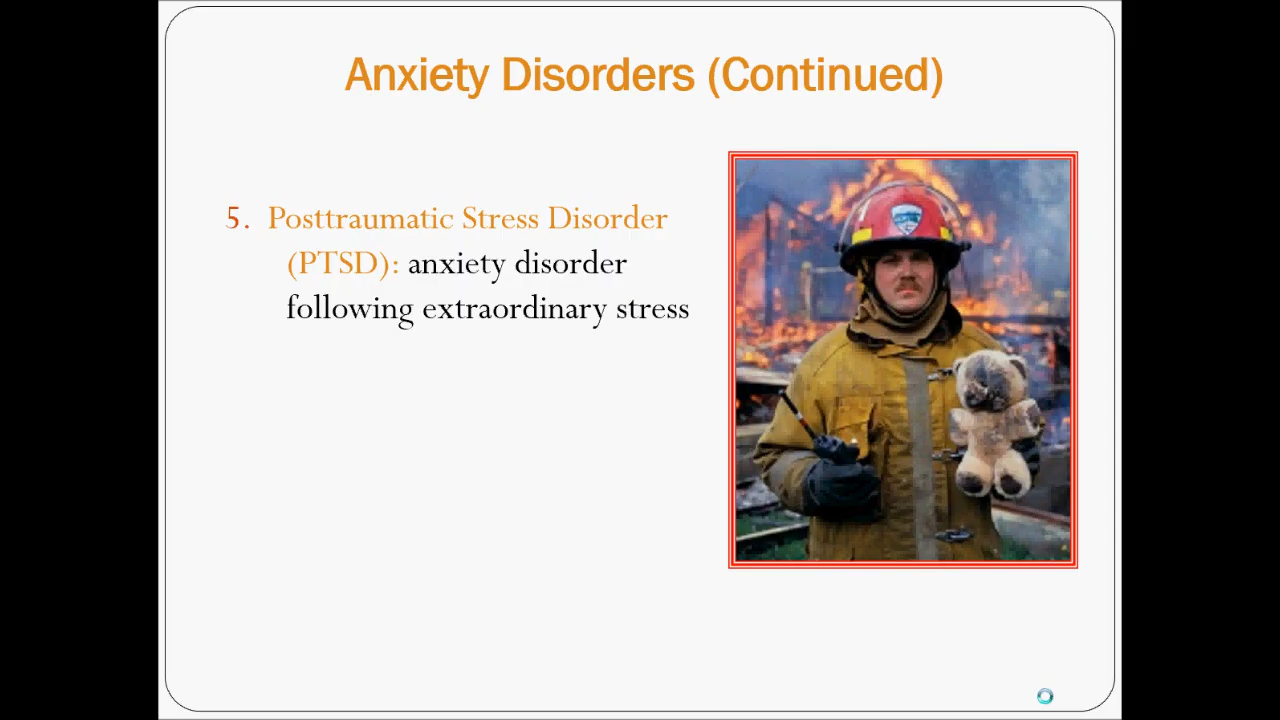 Anxiety Disorders (Continued)
5. Posttraumatic Stress Disorder
(PTSD): anxiety disorder
following extraordinary stress